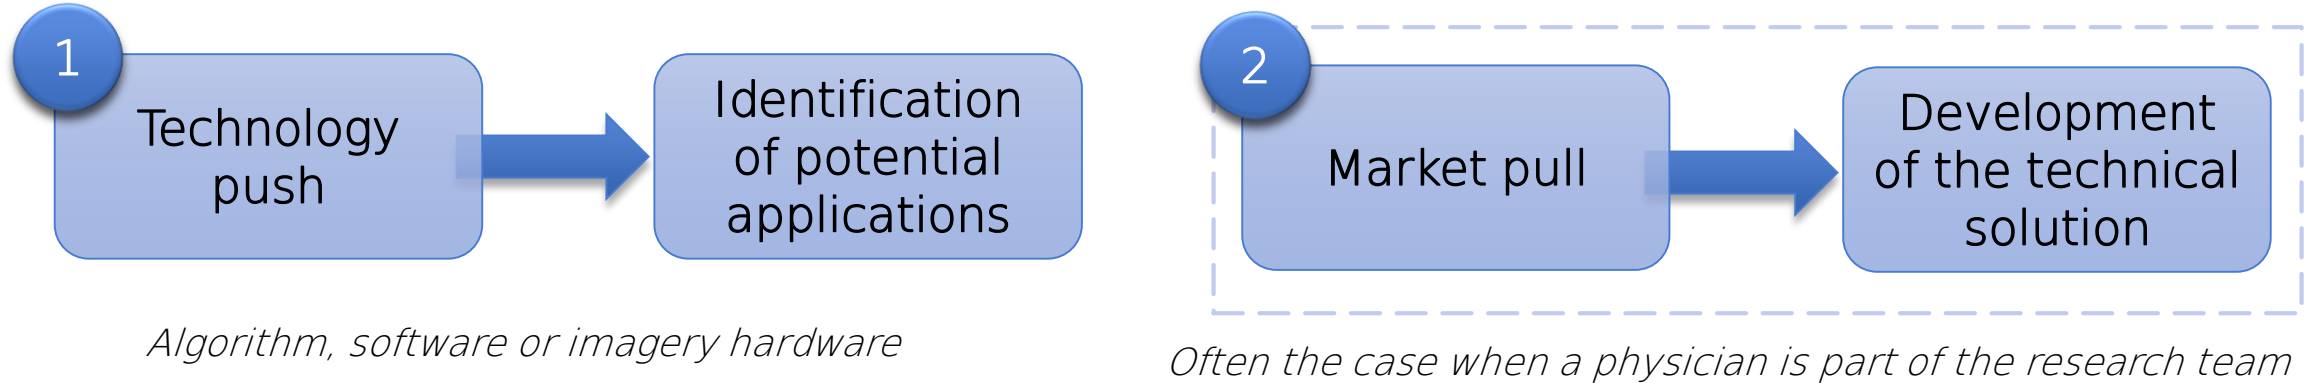 1
Technology
push
Identification
of potential
applications
Algorithm, software or imagery hardware
2
Market pull
Development
of the technical
solution
Often the case when a physician is part of the research team